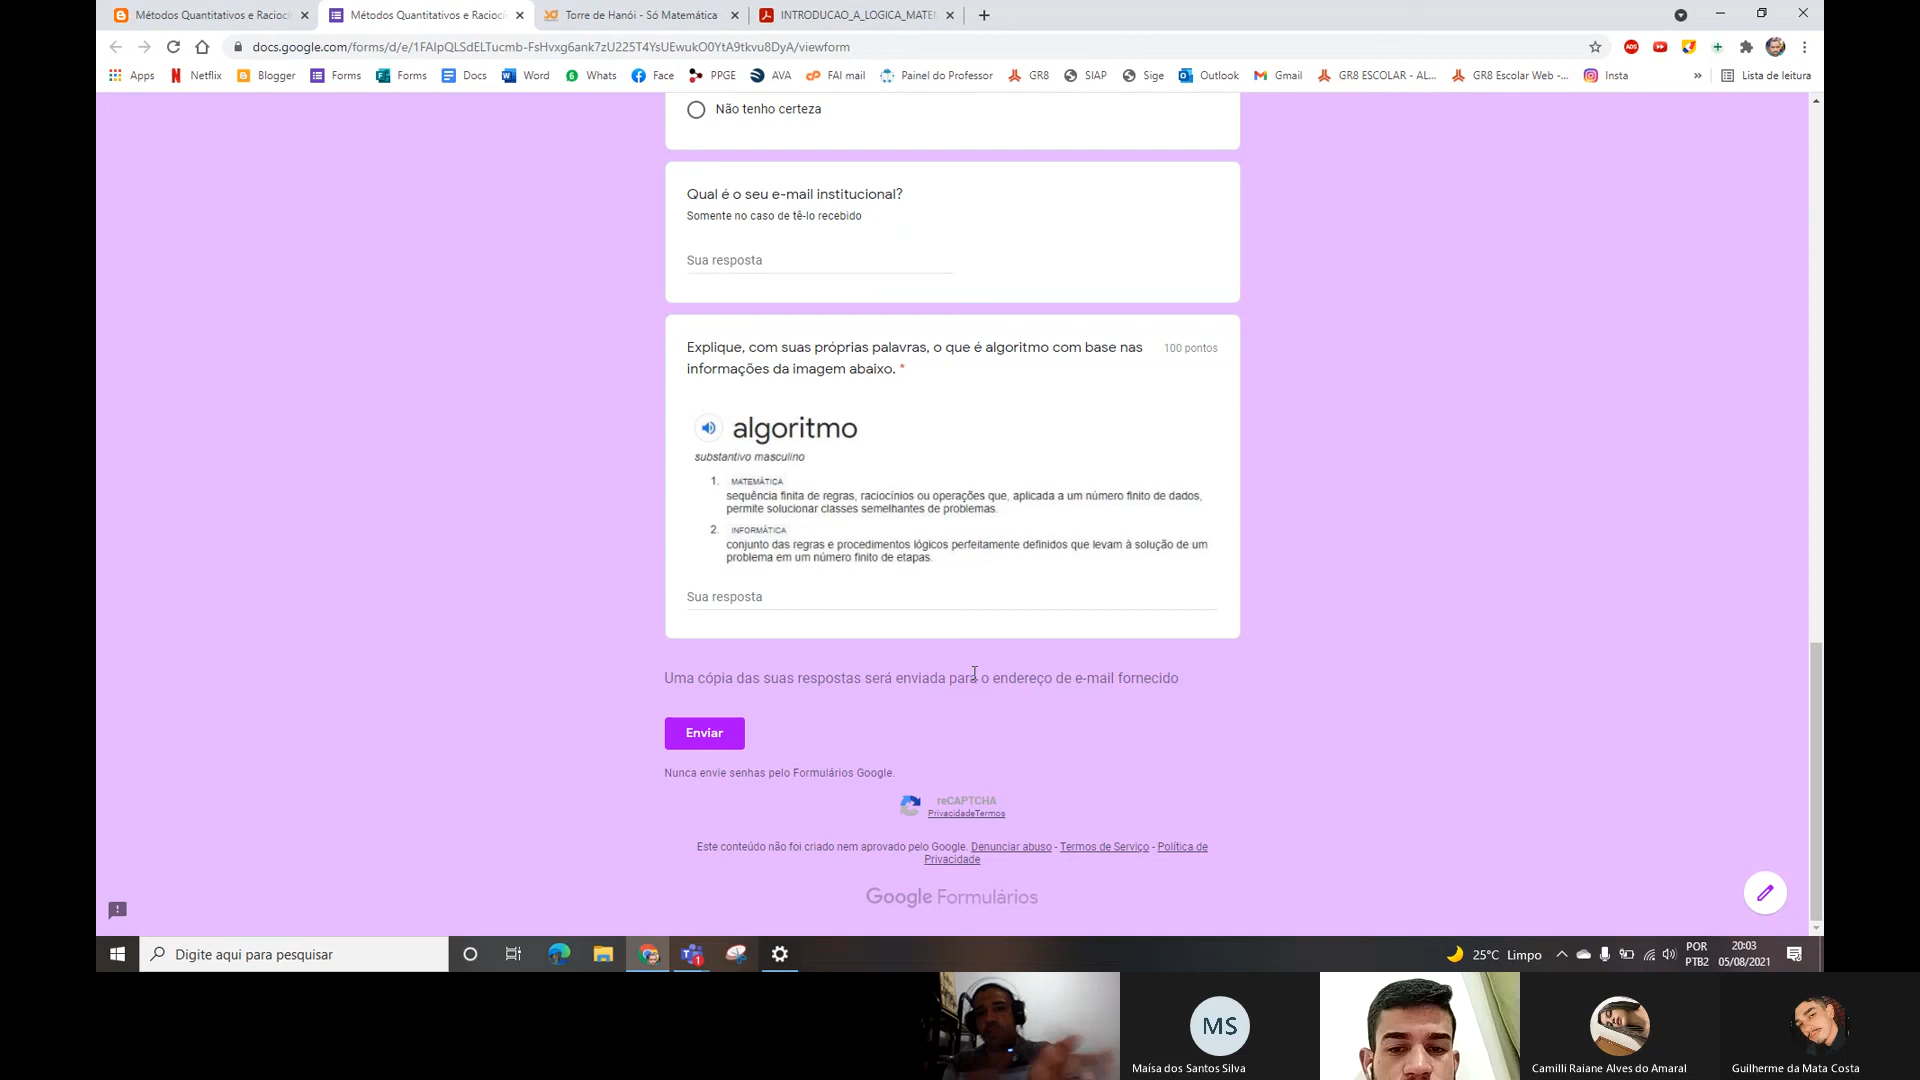 Métodos Quantitativos e Racioc
Métodos Quantitativos e Raciocí
Torre de Hanói - Só Matemática
INTRODUCAO_A_LOGICA_MATE
docs.google.com/forms/d/e/1FAIpQLSdELTucmb-FsHvxg6ank7zU225T4YsUEwukO0YtA9tkvu8DyA/viewform
Apps
Netflix
Blogger
Forms
Forms
Docs
Word
Whats
Face
PPGE
AVA
FAI mail
Painel do Professor
GR8
SIAP
Sige
Outlook
Gmail
GR8 ESCOLAR - AL...
GR8 Escolar Web -...
Insta
»
Lista de leitura
Não tenho certeza
Qual é o seu e-mail institucional?
Somente no caso de tê-lo recebido
Sua resposta
Explique, com suas próprias palavras, o que é algoritmo com base nas
informações da imagem abaixo. *
100 pontos
algoritmo
substantivo masculino
1. MATEMÁTICA
sequência finita de regras, raciocínios ou operações que, aplicada a um número finito de dados,
permite solucionar classes semelhantes de problemas.
2. INFORMÁTICA
conjunto das regras e procedimentos lógicos perfeitamente definidos que levam à solução de um
problema em um número finito de etapas.
Sua resposta
Uma cópia das suas respostas será enviada para o endereço de e-mail fornecido
Enviar
Nunca envie senhas pelo Formulários Google.
reCAPTCHA
PrivacidadeTermos
Este conteúdo não foi criado nem aprovado pelo Google. Denunciar abuso - Termos de Serviço - Política de
Privacidade
Google Formulários
Digite aqui para pesquisar
25°C Limpo
POR
PTB2
20:03
05/08/2021
MS
Maísa dos Santos Silva
Camilli Raiane Alves do Amaral
Guilherme da Mata Costa